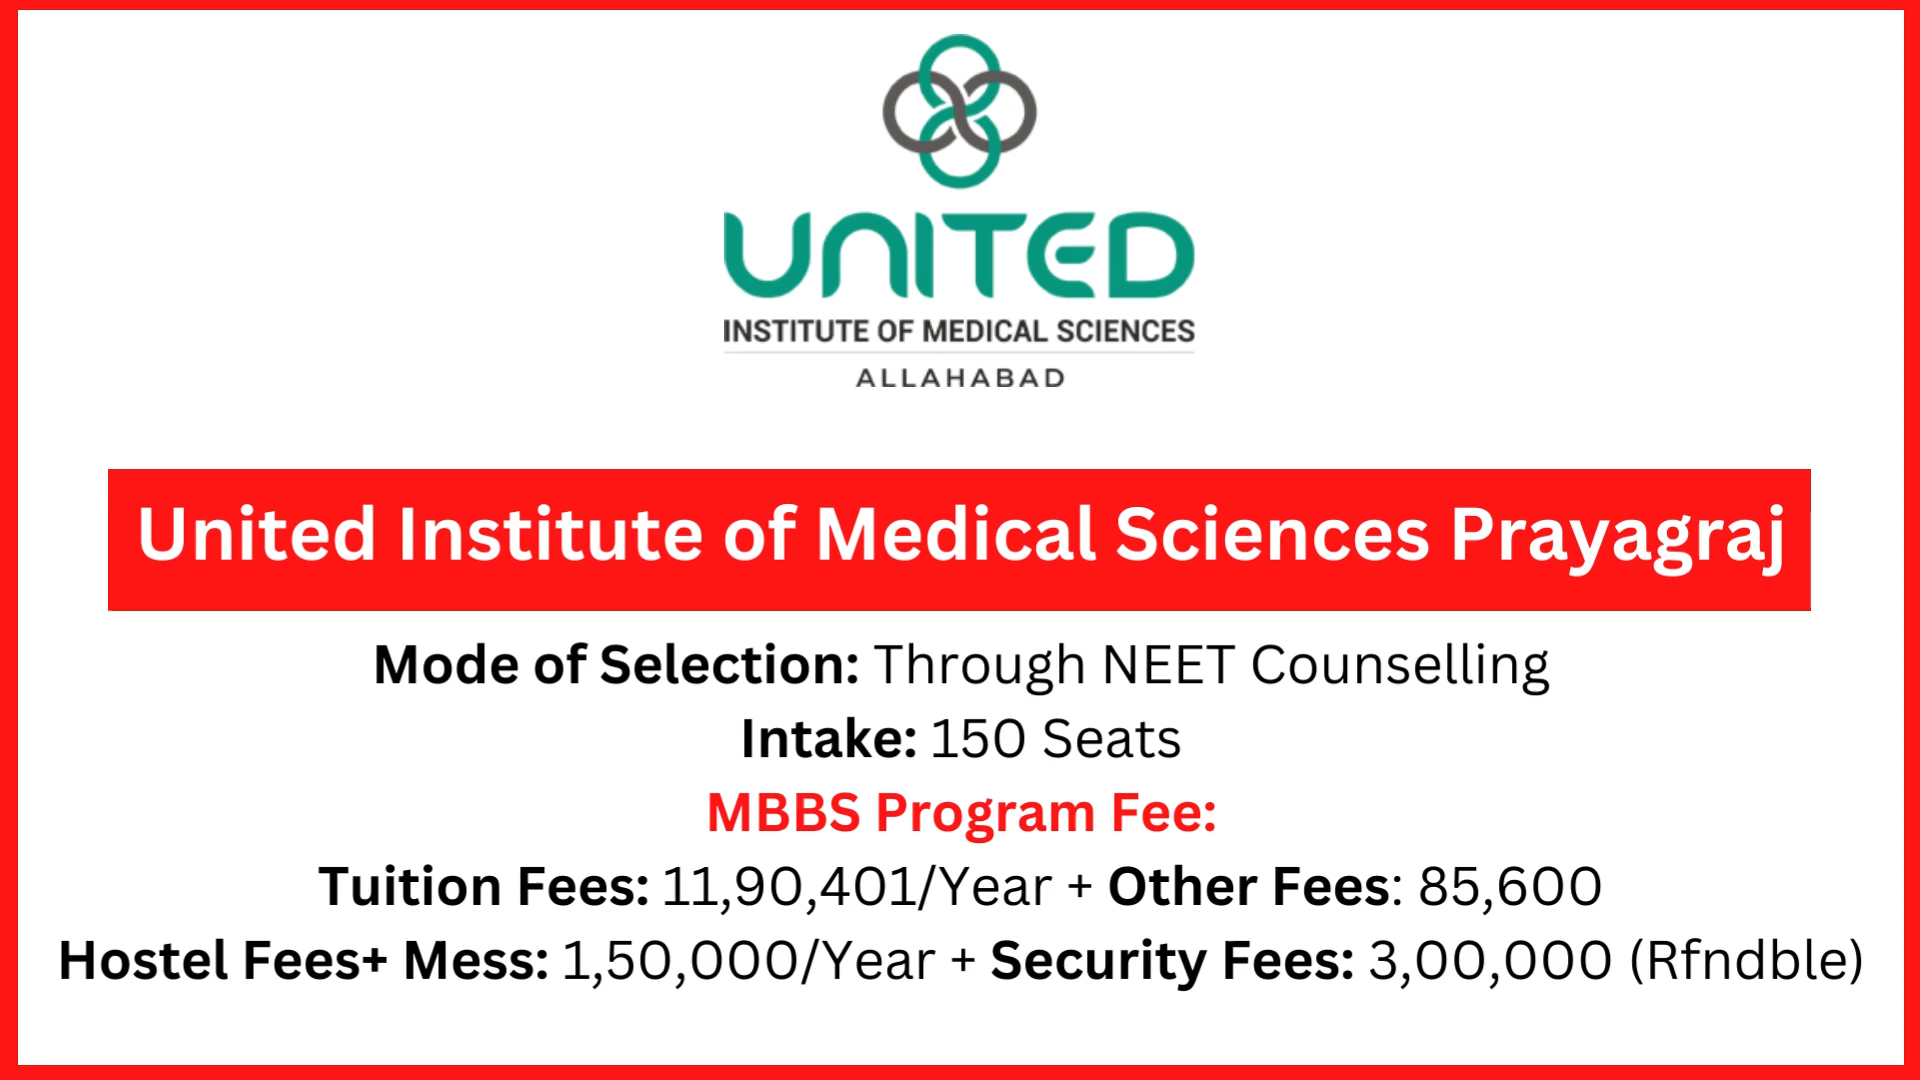 UNITED
INSTITUTE OF MEDICAL SCIENCES
ALLAHABAD
United Institute of Medical Sciences Prayagraj
Mode of Selection: Through NEET Counselling
Intake: 150 Seats
MBBS Program Fee:
Tuition Fees: 11,90,401/Year + Other Fees: 85,600
Hostel Fees+ Mess: 1,50,000/Year + Security Fees: 3,00,000 (Rfndble)